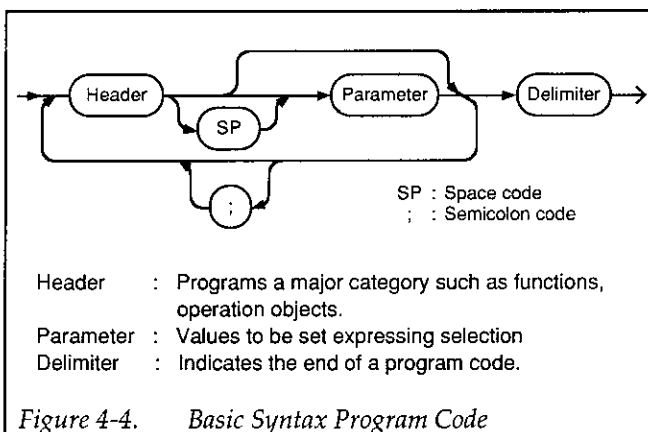 Header
Parameter
Delimiter
SP
;
SP : Space code
; : Semicolon code
Header : Programs a major category such as functions,
operation objects.
Parameter : Values to be set expressing selection
Delimiter : Indicates the end of a program code.
Figure 4-4. Basic Syntax Program Code